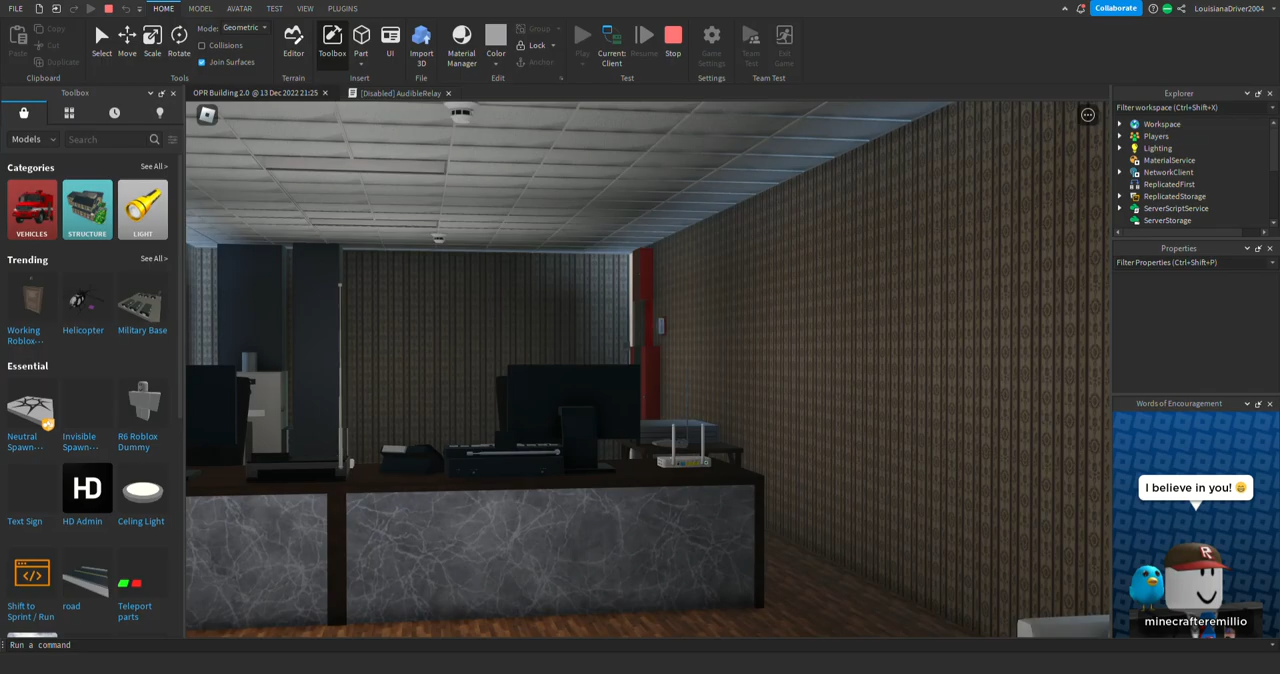 FILE
HOME MODEL AVATAR TEST VIEW PLUGINS
Collaborate
LouisianaDriver2004
Paste
Copy
Cut
Duplicate
Clipboard
Select Move Scale Rotate
Mode: Geometric
Collisions
Join Surfaces
Tools
Editor
Terrain
Toolbox Part UI
Insert
Import
3D
File
Material
Manager
Color
Group
Lock
Anchor
Edit
Play
Current:
Client
Resume Stop
Test
Game
Settings
Settings
Team
Test
Exit
Game
Team Test
Toolbox
OPR Building 2.0 @ 13 Dec 2022 21:25
[Disabled] AudibleRelay
Models
Search
Categories
See All >
VEHICLES STRUCTURE LIGHT
Trending
See All >
Working
Roblox---
Helicopter
Military Base
Essential
Neutral
Spawn---
Invisible
Spawn---
R6 Roblox
Dummy
HD
Text Sign
HD Admin
Celing Light
Shift to
Sprint / Run
road
Teleport
parts
Run a command
Explorer
Filter workspace (Ctrl+Shift+X)
Workspace
Players
Lighting
MaterialService
NetworkClient
ReplicatedFirst
ReplicatedStorage
ServerScriptService
ServerStorage
Properties
Filter Properties (Ctrl+Shift+P)
Words of Encouragement
I believe in you! 😁
R
minecrafteremillio